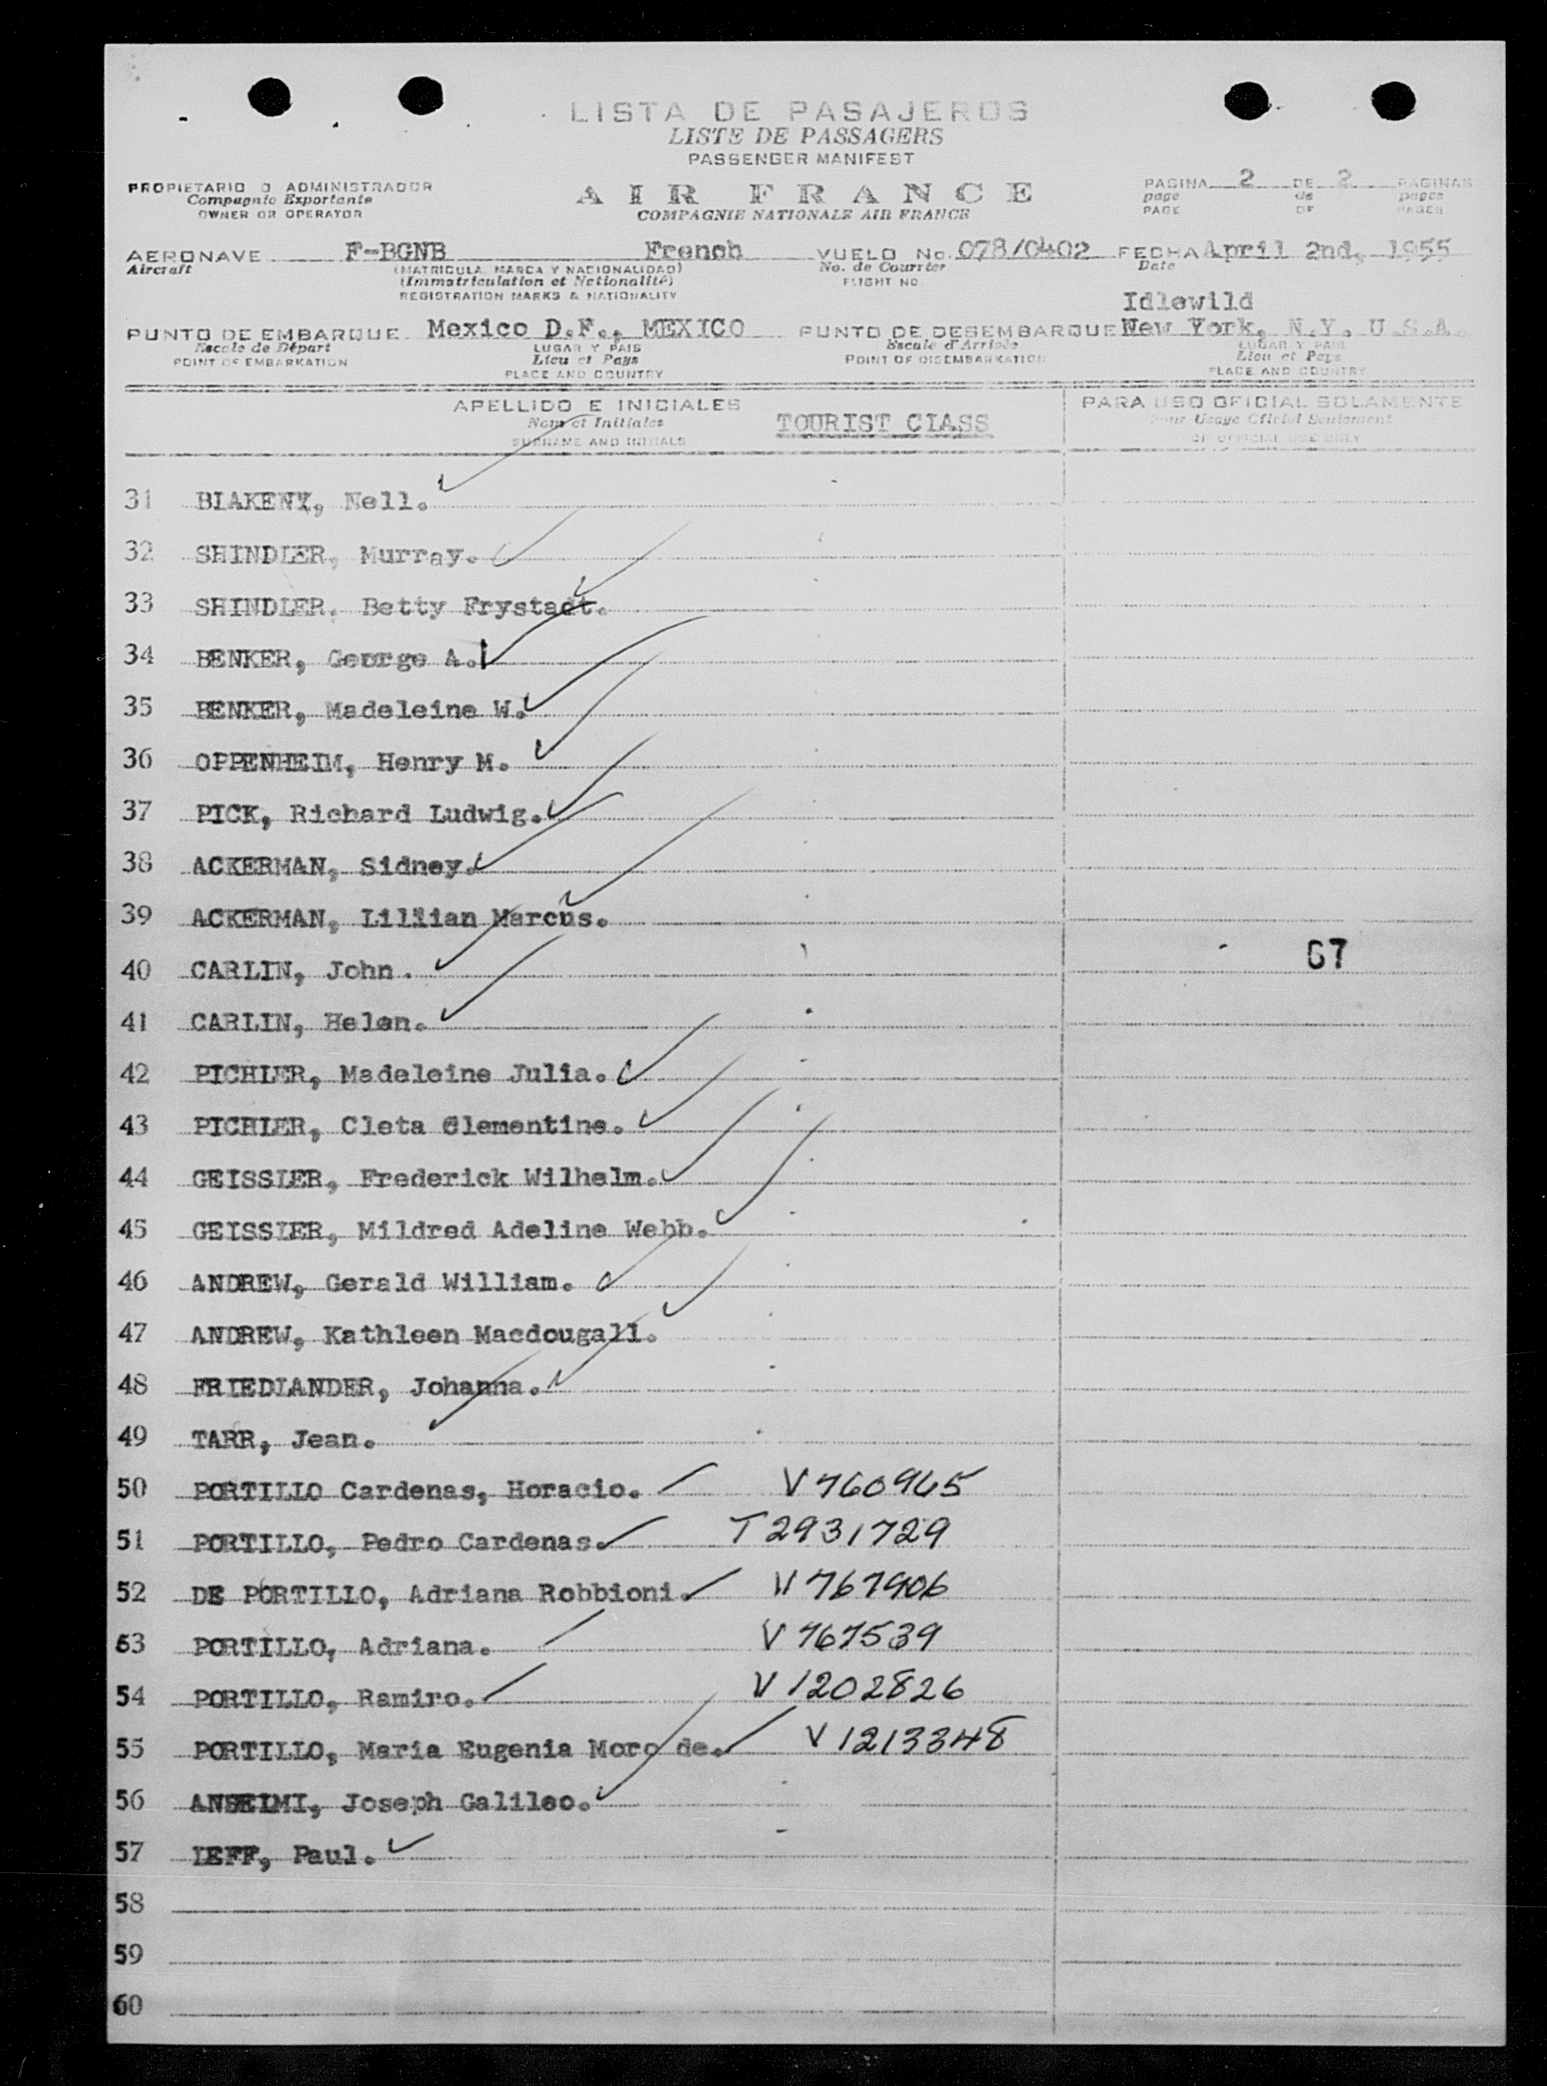 LISTA DE PASAJEROS
LISTE DE PASSAGERS
PASSENGER MANIFEST
PROPIETARIO O ADMINISTRADOR
Compagnie Exportante
OWNER OR OPERATOR
AIR FRANCE
COMPAGNIE NATIONALE AIR FRANCE
PAGINA 2 DE 2 PAGINAS
page de pages
PAGE OF PAGES
AERONAVE F-BGNB French VUELO No. 078/0402 FECHA April 2nd, 1955
Aircraft (MATRICULA, MARCA Y NACIONALIDAD) No. de Courrier Date
(Immatriculation et Nationalité) FLIGHT NO.
REGISTRATION MARKS & NATIONALITY
Idlewild
PUNTO DE EMBARQUE Mexico D.F., MEXICO PUNTO DE DESEMBARQUE New York, N.Y. U.S.A.
Escale de Départ LUGAR Y PAIS Escale d'Arrivée LUGAR Y PAIS
POINT OF EMBARKATION Lieu et Pays POINT OF DISEMBARKATION Lieu et Pays
PLACE AND COUNTRY PLACE AND COUNTRY
APELLIDO E INICIALES PARA USO OFICIAL SOLAMENTE
Nom et Initiales TOURIST CLASS Pour Usage Officiel Seulement
SURNAME AND INITIALS OF OFFICIAL USE ONLY
31 BLAKENY, Nell.
32 SHINDLER, Murray.
33 SHINDLER, Betty Frystadt.
34 BENKER, George A.
35 BENKER, Madeleine W.
36 OPPENHEIM, Henry M.
37 PICK, Richard Ludwig.
38 ACKERMAN, Sidney.
39 ACKERMAN, Lillian Marcus.
40 CARLIN, John. 67
41 CARLIN, Helen.
42 PICHLER, Madeleine Julia.
43 PICHLER, Cleta Clementine.
44 GEISSLER, Frederick Wilhelm.
45 GEISSLER, Mildred Adeline Webb.
46 ANDREW, Gerald William.
47 ANDREW, Kathleen Macdougall.
48 FRIEDLANDER, Johanna.
49 TARR, Jean.
50 PORTILLO Cardenas, Horacio. V760965
51 PORTILLO, Pedro Cardenas. T2931729
52 DE PORTILLO, Adriana Robbioni. V767906
53 PORTILLO, Adriana. V767539
54 PORTILLO, Ramiro. V1202826
55 PORTILLO, Maria Eugenia Moro de. V1213348
56 ANSELMI, Joseph Galileo.
57 LEFF, Paul.
58
59
60